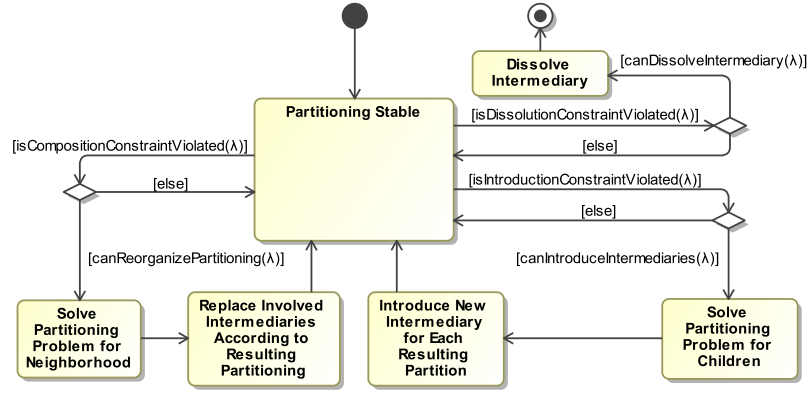 Dissolve
Intermediary
[canDissolveIntermediary(λ)]
Partitioning Stable
[isDissolutionConstraintViolated(λ)]
[else]
[isCompositionConstraintViolated(λ)]
[else]
[isIntroductionConstraintViolated(λ)]
[else]
[canReorganizePartitioning(λ)]
[canIntroduceIntermediaries(λ)]
Solve
Partitioning
Problem for
Neighborhood
Replace Involved
Intermediaries
According to
Resulting
Partitioning
Introduce New
Intermediary
for Each
Resulting
Partition
Solve
Partitioning
Problem for
Children